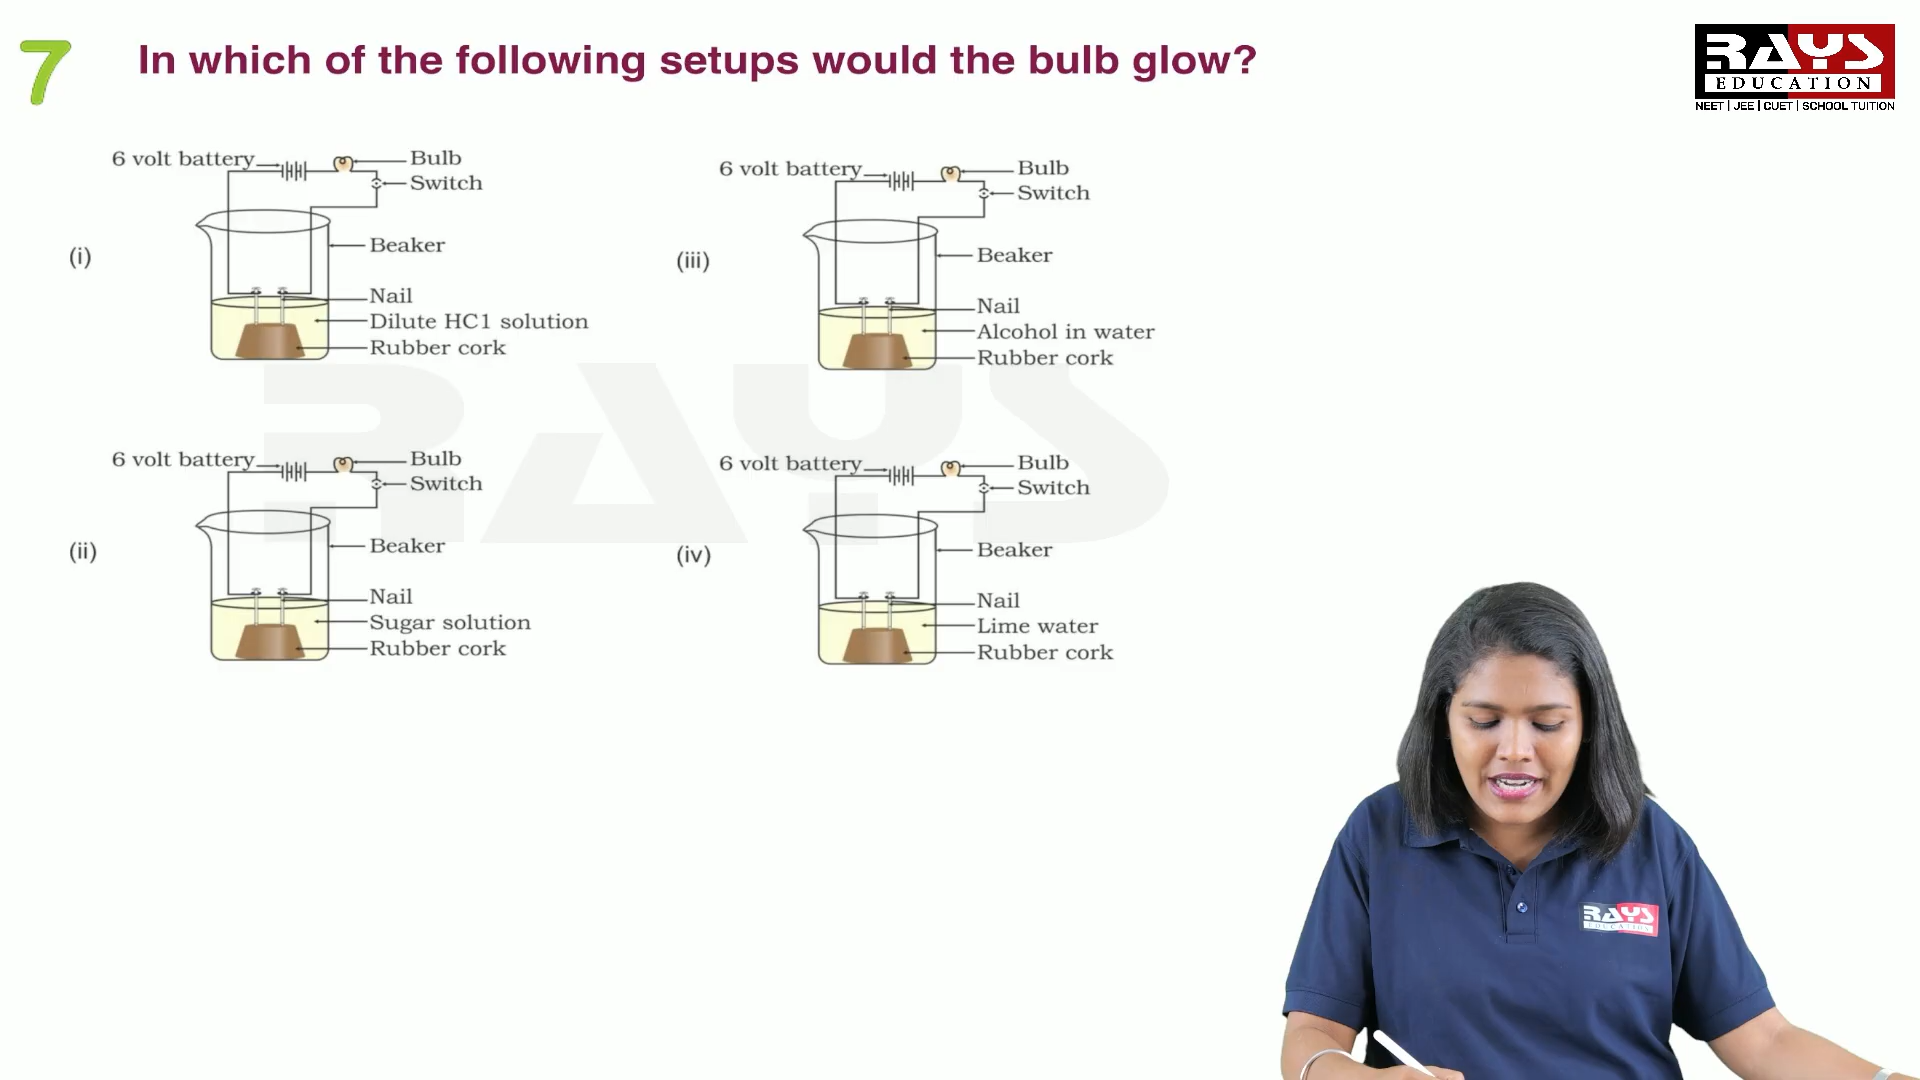 7
In which of the following setups would the bulb glow?
RAYS
EDUCATION
NEET | JEE | CUET | SCHOOL TUITION
(i)
6 volt battery
Bulb
Switch
Beaker
Nail
Dilute HC1 solution
Rubber cork
(iii)
6 volt battery
Bulb
Switch
Beaker
Nail
Alcohol in water
Rubber cork
(ii)
6 volt battery
Bulb
Switch
Beaker
Nail
Sugar solution
Rubber cork
(iv)
6 volt battery
Bulb
Switch
Beaker
Nail
Lime water
Rubber cork
RAYS
RAYS
EDUCATION